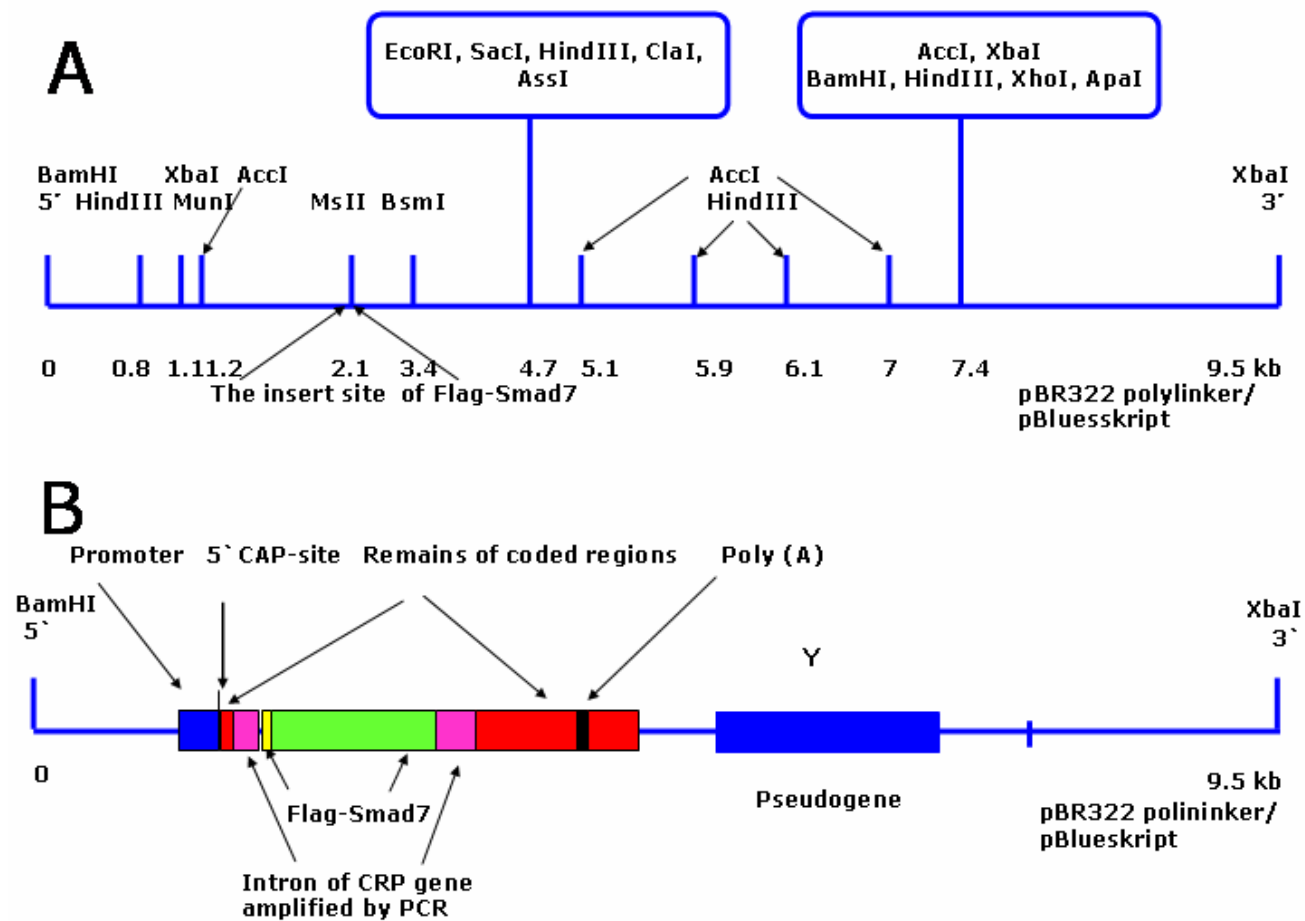 A
EcoRI, SacI, HindIII, ClaI,
AssI
AccI, XbaI
BamHI, HindIII, XhoI, ApaI
BamHI
5´ HindIII
XbaI
MunI
AccI
MsII
BsmI
AccI
HindIII
XbaI
3´
0 0.8 1.11.2 2.1 3.4 4.7 5.1 5.9 6.1 7 7.4 9.5 kb
The insert site of Flag-Smad7
pBR322 polylinker/
pBluesskript
B
Promoter 5`CAP-site Remains of coded regions Poly (A)
BamHI
5`
XbaI
3`
Y
0
9.5 kb
Pseudogene
Flag-Smad7
pBR322 polininker/
pBlueskript
Intron of CRP gene
amplified by PCR